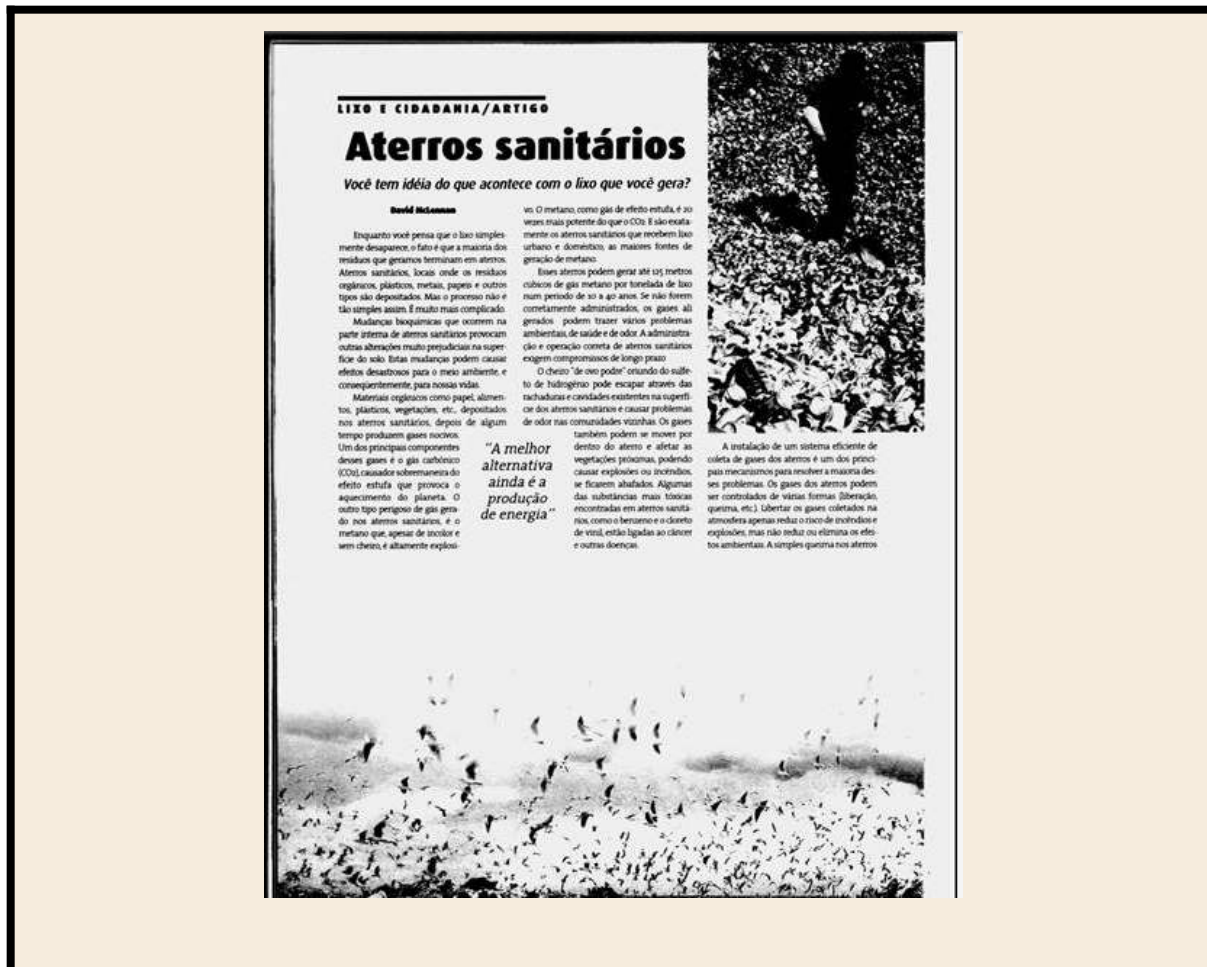 LIXO E CIDADANIA/ARTIGO
Aterros sanitários
Você tem idéia do que acontece com o lixo que você gera?
David McLennan
Enquanto você pensa que o lixo simples-
mente desaparece, o fato é que a maioria dos
resíduos que geramos terminam em aterros.
Aterros sanitários, locais onde os resíduos
orgânicos, plásticos, metais, papeis e outros
tipos são depositados. Mas o processo não é
tão simples assim. É muito mais complicado.
Mudanças bioquímicas que ocorrem na
parte interna de aterros sanitários provocam
outras alterações muito prejudiciais na super-
fície do solo. Estas mudanças podem causar
efeitos desastrosos para o meio ambiente, e
conseqüentemente, para nossas vidas.
Materiais orgânicos como papel, alimen-
tos, plásticos, vegetações, etc., depositados
nos aterros sanitários, depois de algum
tempo produzem gases nocivos.
Um dos principais componentes
desses gases é o gás carbônico
(CO2), causador sobremaneira do
efeito estufa que provoca o
aquecimento do planeta. O
outro tipo perigoso de gás gera-
do nos aterros sanitários, é o
metano que, apesar de incolor e
sem cheiro, é altamente explosi-
vo. O metano, como gás de efeito estufa, é 20
vezes mais potente do que o CO2. E são exata-
mente os aterros sanitários que recebem lixo
urbano e doméstico, as maiores fontes de
geração de metano.
Esses aterros podem gerar até 125 metros
cúbicos de gás metano por tonelada de lixo
num período de 10 a 40 anos. Se não forem
corretamente administrados, os gases ali
gerados podem trazer vários problemas
ambientais, de saúde e de odor. A administra-
ção e operação correta de aterros sanitários
exigem compromissos de longo prazo
O cheiro "de ovo podre" oriundo do sulfe-
to de hidrogênio pode escapar através das
rachaduras e cavidades existentes na superfí-
cie dos aterros sanitários e causar problemas
de odor nas comunidades vizinhas. Os gases
também podem se mover por
dentro do aterro e afetar as
vegetações próximas, podendo
causar explosões ou incêndios,
se ficarem abafados. Algumas
das substâncias mais tóxicas
encontradas em aterros sanitá-
rios, como o benzeno e o cloreto
de vinil, estão ligadas ao câncer
e outras doenças.
"A melhor
alternativa
ainda é a
produção
de energia"
A instalação de um sistema eficiente de
coleta de gases dos aterros é um dos princi-
pais mecanismos para resolver a maioria des-
ses problemas. Os gases dos aterros podem
ser controlados de várias formas (liberação,
queima, etc.). Libertar os gases coletados na
atmosfera apenas reduz o risco de incêndios e
explosões, mas não reduz ou elimina os efei-
tos ambientais. A simples queima nos aterros